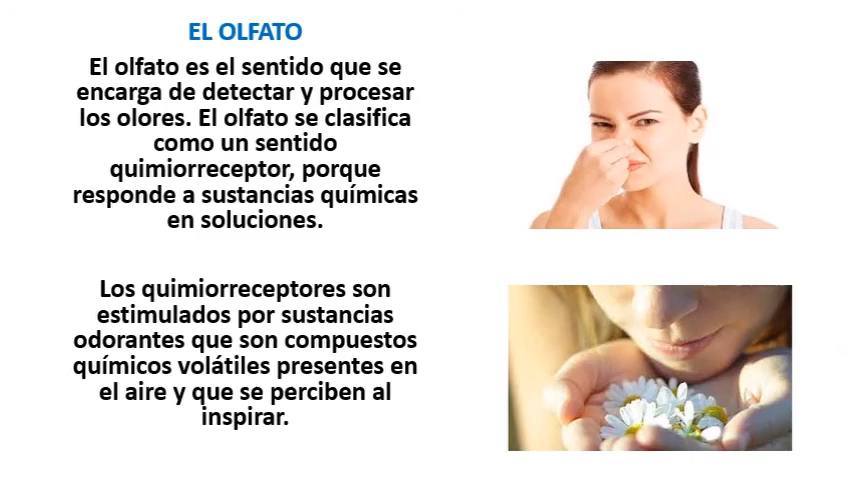 EL OLFATO
El olfato es el sentido que se
encarga de detectar y procesar
los olores. El olfato se clasifica
como un sentido
quimiorreceptor, porque
responde a sustancias químicas
en soluciones.
Los quimiorreceptores son
estimulados por sustancias
odorantes que son compuestos
químicos volátiles presentes en
el aire y que se perciben al
inspirar.